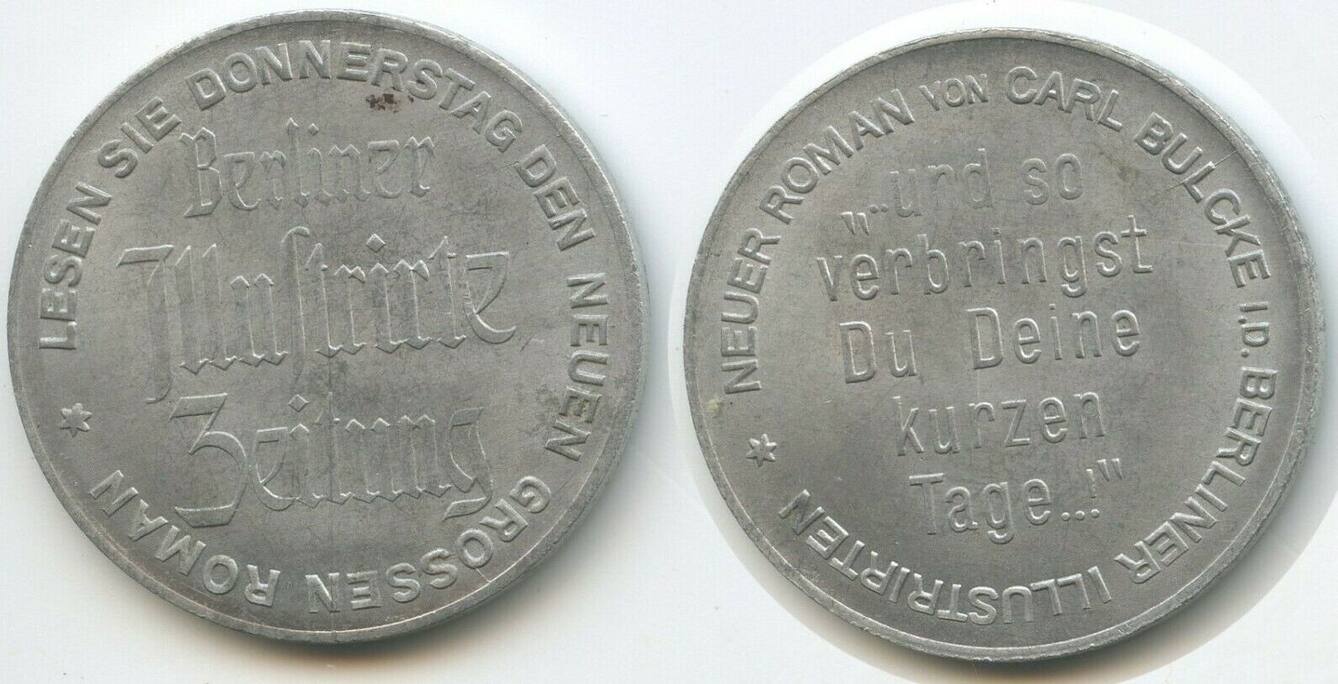 LESEN SIE DONNERSTAG DEN NEUEN GROSSEN ROMAN
Berliner
Illustrirte
Zeitung
NEUER ROMAN VON CARL BULCKE I.D. BERLINER ILLUSTRIRTEN
"...und so
verbringst
Du Deine
kurzen
Tage...!"